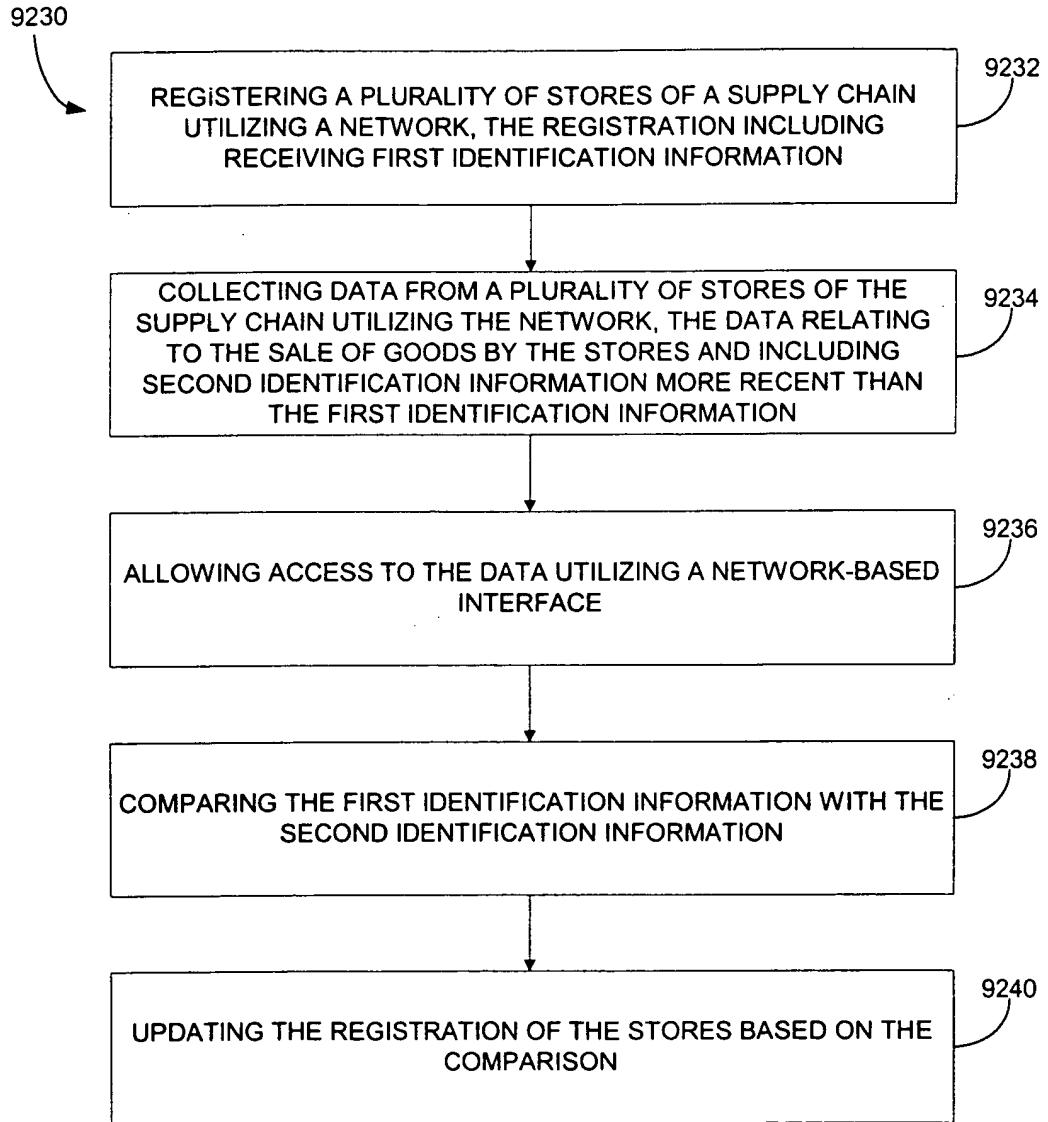 9230
9232
REGISTERING A PLURALITY OF STORES OF A SUPPLY CHAIN
UTILIZING A NETWORK, THE REGISTRATION INCLUDING
RECEIVING FIRST IDENTIFICATION INFORMATION
9234
COLLECTING DATA FROM A PLURALITY OF STORES OF THE
SUPPLY CHAIN UTILIZING THE NETWORK, THE DATA RELATING
TO THE SALE OF GOODS BY THE STORES AND INCLUDING
SECOND IDENTIFICATION INFORMATION MORE RECENT THAN
THE FIRST IDENTIFICATION INFORMATION
9236
ALLOWING ACCESS TO THE DATA UTILIZING A NETWORK-BASED
INTERFACE
9238
COMPARING THE FIRST IDENTIFICATION INFORMATION WITH THE
SECOND IDENTIFICATION INFORMATION
9240
UPDATING THE REGISTRATION OF THE STORES BASED ON THE
COMPARISON